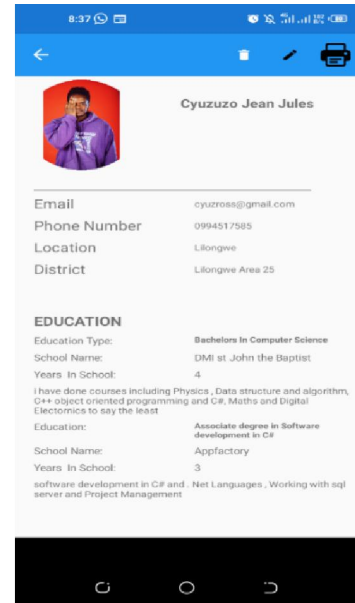 8:37
Cyuzuzo Jean Jules
Email cyuzross@gmail.com
Phone Number 0994517585
Location Lilongwe
District Lilongwe Area 25
EDUCATION
Education Type: Bachelors In Computer Science
School Name: DMI st John the Baptist
Years In School: 4
i have done courses including Physics , Data structure and algorithm,
C++ object oriented programming and C#, Maths and Digital
Electornics to say the least
Education: Associate degree in Software
development in C#
School Name: Appfactory
Years In School: 3
software development in C# and . Net Languages , Working with sql
server and Project Management